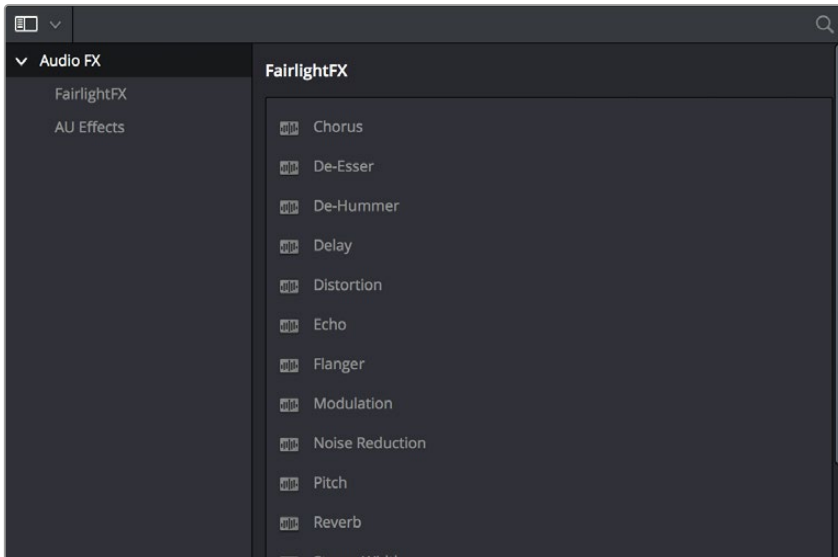 Audio FX
FairlightFX
AU Effects
FairlightFX
Chorus
De-Esser
De-Hummer
Delay
Distortion
Echo
Flanger
Modulation
Noise Reduction
Pitch
Reverb